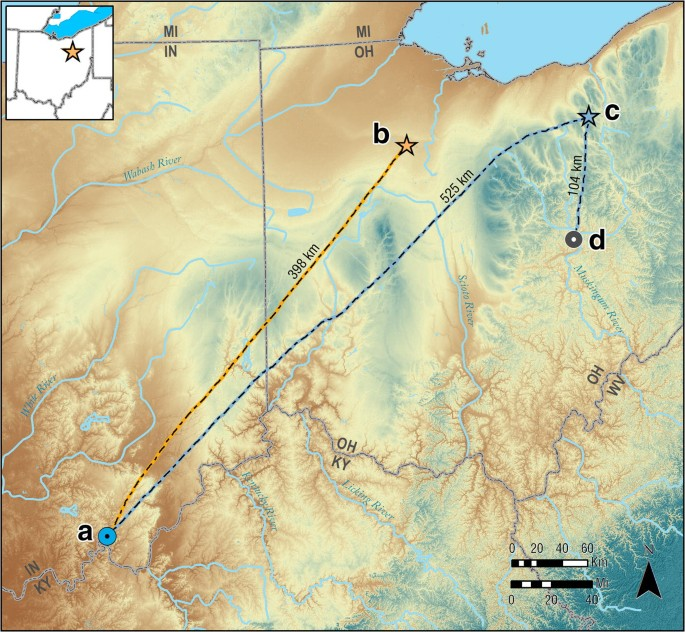 MI
IN
MI
OH
c
b
Wabash River
525 km
104 km
398 km
d
Scioto River
Muskingum River
White River
OH
WV
OH
KY
Licking River
a
IN
KY
N
0 20 40 60
Km
Mi
0 20 40